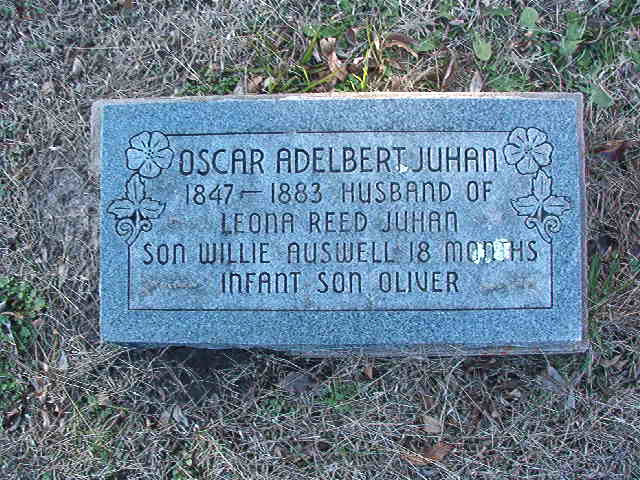 OSCAR ADELBERT JUHAN
1847 — 1883 HUSBAND OF
LEONA REED JUHAN
SON WILLIE AUSWELL 18 MONTHS
INFANT SON OLIVER